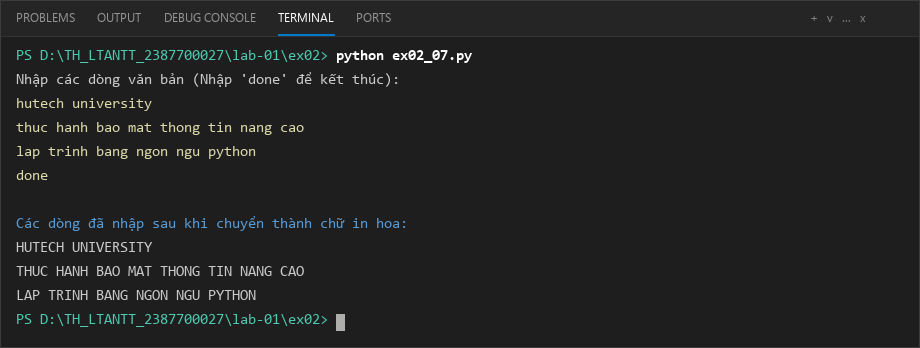 PROBLEMS OUTPUT DEBUG CONSOLE TERMINAL PORTS + v ... x
PS D:\TH_LTANTT_2387700027\lab-01\ex02> python ex02_07.py
Nhập các dòng văn bản (Nhập 'done' để kết thúc):
hutech university
thuc hanh bao mat thong tin nang cao
lap trinh bang ngon ngu python
done
Các dòng đã nhập sau khi chuyển thành chữ in hoa:
HUTECH UNIVERSITY
THUC HANH BAO MAT THONG TIN NANG CAO
LAP TRINH BANG NGON NGU PYTHON
PS D:\TH_LTANTT_2387700027\lab-01\ex02>